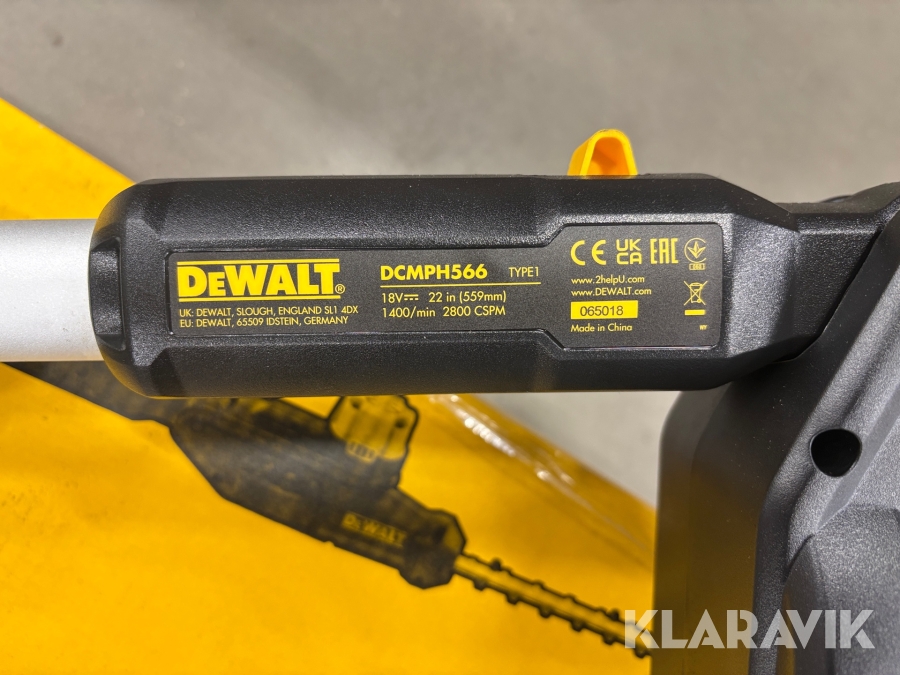 DEWALT®
UK: DEWALT, SLOUGH, ENGLAND SL1 4DX
EU: DEWALT, 65509 IDSTEIN, GERMANY
DCMPH566 TYPE1
18V⎓ 22 in (559mm)
1400/min 2800 CSPM
CE UK CA EAC
www.2helpU.com
www.DEWALT.com
065018
Made in China
WF
DEWALT
KLARAVIK